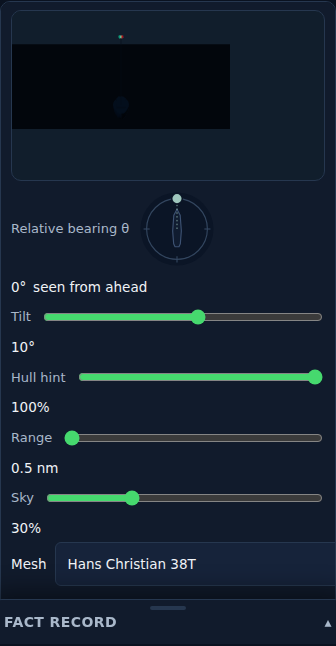 Relative bearing θ
0° seen from ahead
Tilt
10°
Hull hint
100%
Range
0.5 nm
Sky
30%
Mesh Hans Christian 38T
FACT RECORD ▲